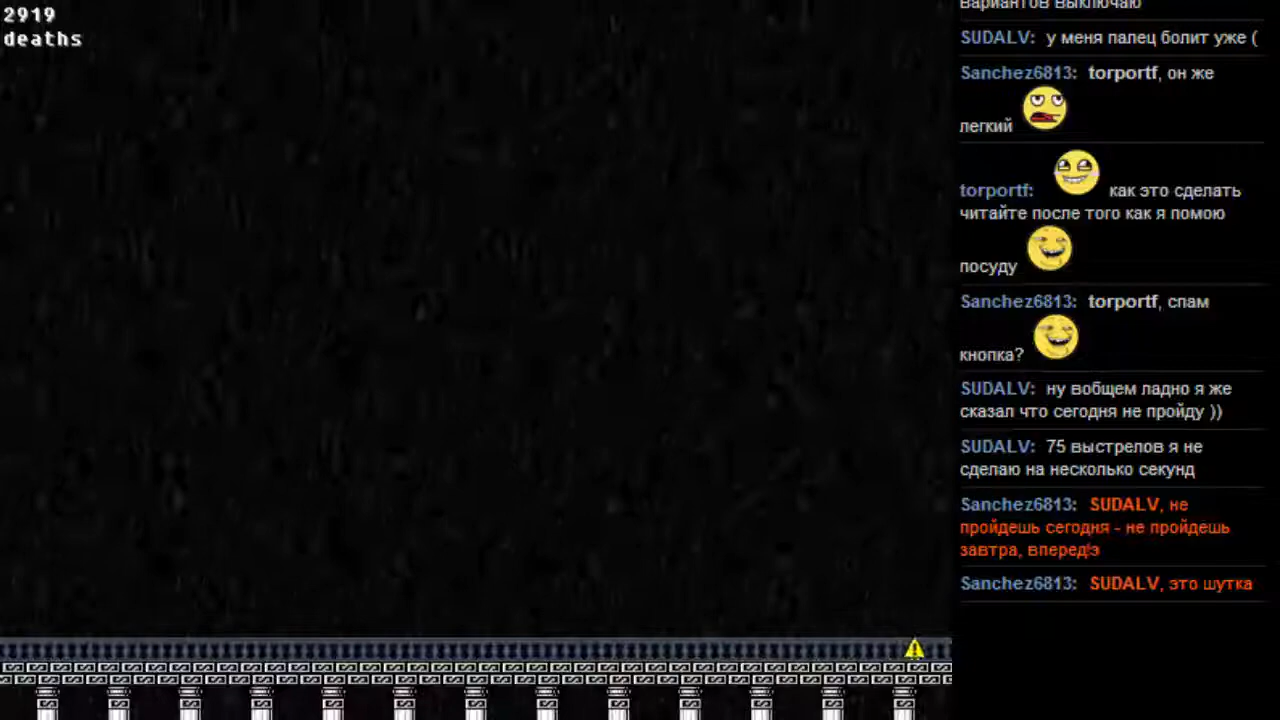 2919
deaths
вариантов выключаю
SUDALV: у меня палец болит уже (
Sanchez6813: torportf, он же
легкий
torportf: как это сделать
читайте после того как я помою
посуду
Sanchez6813: torportf, спам
кнопка?
SUDALV: ну вобщем ладно я же
сказал что сегодня не пройду ))
SUDALV: 75 выстрелов я не
сделаю на несколько секунд
Sanchez6813: SUDALV, не
пройдешь сегодня - не пройдешь
завтра, вперед!э
Sanchez6813: SUDALV, это шутка